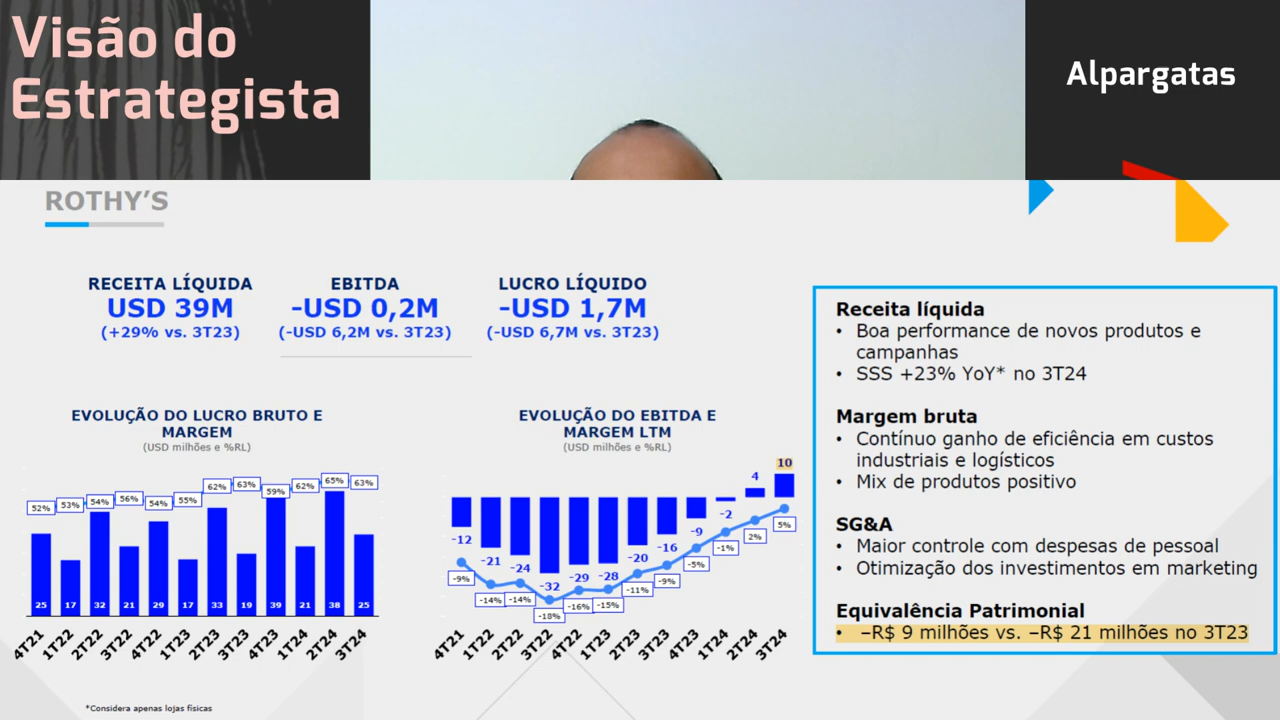 Visão do
Estrategista
Alpargatas
ROTHY'S
RECEITA LÍQUIDA
USD 39M
(+29% vs. 3T23)
EBITDA
-USD 0,2M
(-USD 6,2M vs. 3T23)
LUCRO LÍQUIDO
-USD 1,7M
(-USD 6,7M vs. 3T23)
EVOLUÇÃO DO LUCRO BRUTO E
MARGEM
(USD milhões e %RL)
52% 53% 54% 56% 54% 55% 62% 63% 59% 62% 65% 63%
25 17 32 21 29 17 33 19 39 21 38 25
4T21 1T22 2T22 3T22 4T22 1T23 2T23 3T23 4T23 1T24 2T24 3T24
*Considera apenas lojas físicas
EVOLUÇÃO DO EBITDA E
MARGEM LTM
(USD milhões e %RL)
-12 -21 -24 -32 -29 -28 -20 -16 -9 -2 4 10
-9% -14% -14% -18% -16% -15% -11% -9% -5% -1% 2% 5%
4T21 1T22 2T22 3T22 4T22 1T23 2T23 3T23 4T23 1T24 2T24 3T24
Receita líquida
• Boa performance de novos produtos e
campanhas
• SSS +23% YoY* no 3T24
Margem bruta
• Contínuo ganho de eficiência em custos
industriais e logísticos
• Mix de produtos positivo
SG&A
• Maior controle com despesas de pessoal
• Otimização dos investimentos em marketing
Equivalência Patrimonial
• –R$ 9 milhões vs. –R$ 21 milhões no 3T23